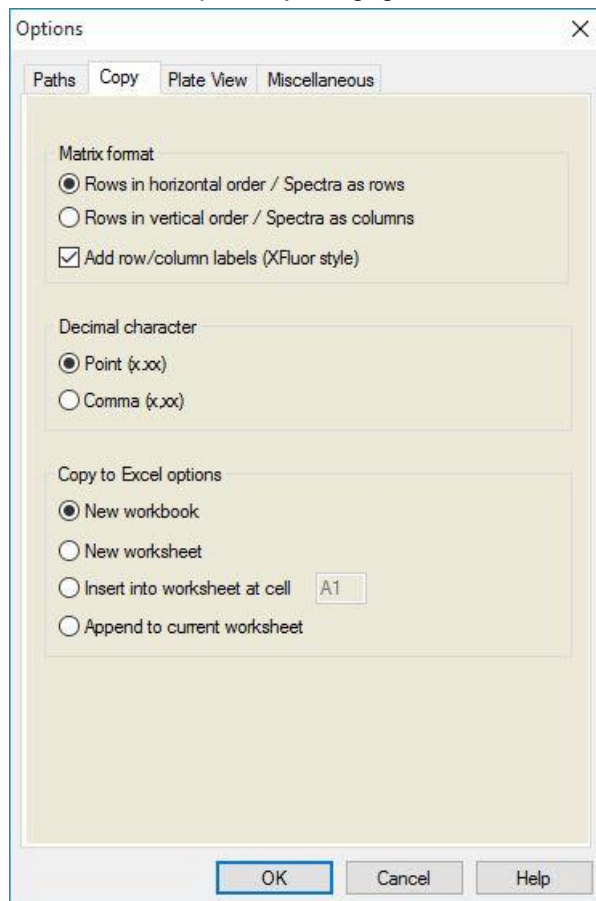 Options
Paths Copy Plate View Miscellaneous
Matrix format
Rows in horizontal order / Spectra as rows
Rows in vertical order / Spectra as columns
Add row/column labels (XFluor style)
Decimal character
Point (x.xx)
Comma (x,xx)
Copy to Excel options
New workbook
New worksheet
Insert into worksheet at cell A1
Append to current worksheet
OK Cancel Help